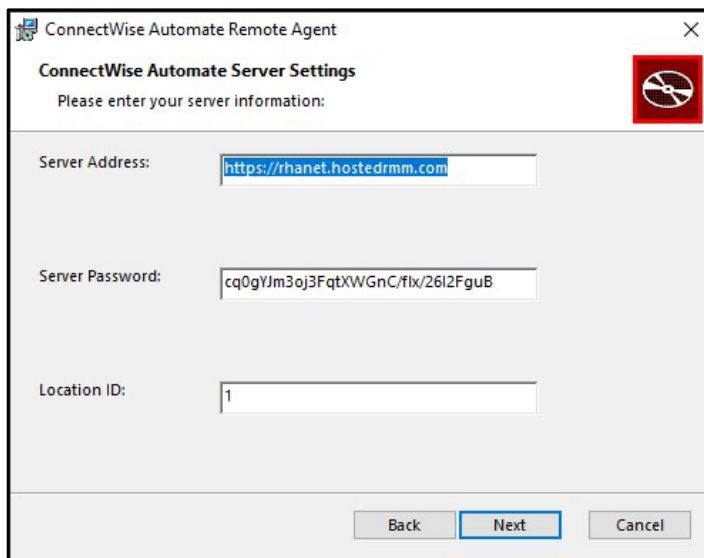 ConnectWise Automate Remote Agent
ConnectWise Automate Server Settings
Please enter your server information:
Server Address:
https://rhanet.hostedrmm.com
Server Password:
cq0gYJm3oj3FqtXWGnC/flx/26I2FguB
Location ID:
1
Back
Next
Cancel